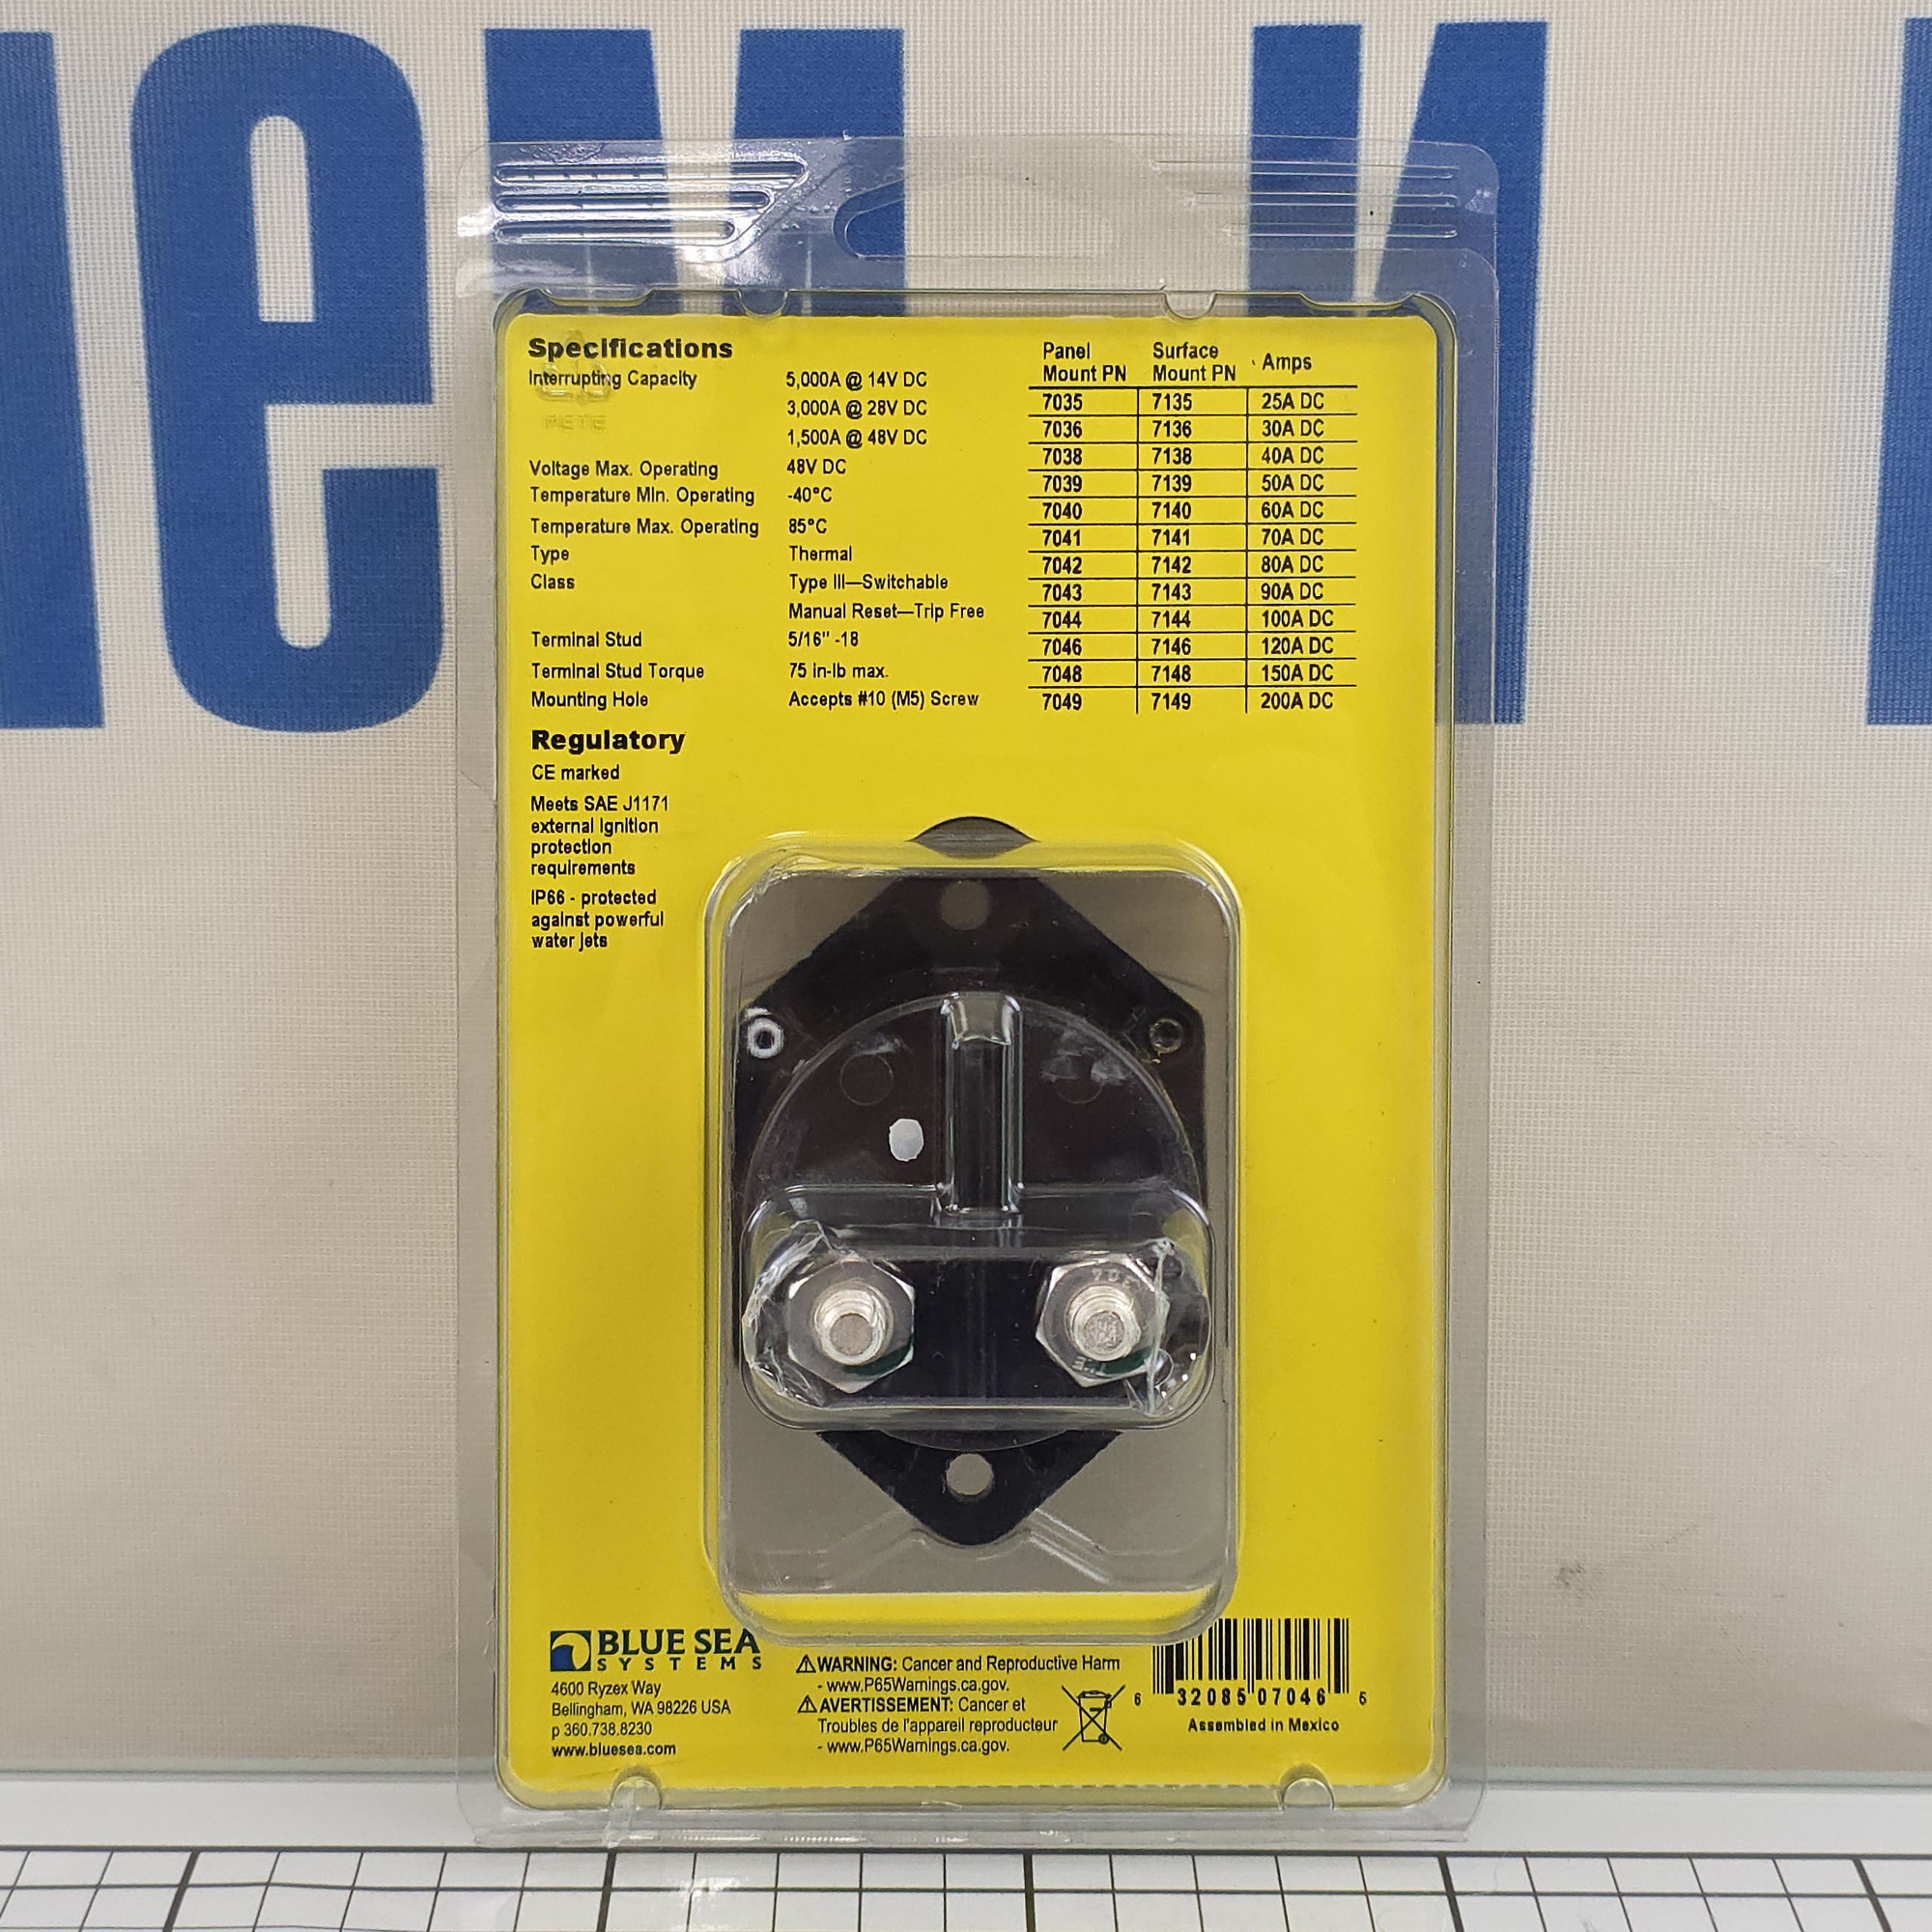 Specifications
Interrupting Capacity 5,000A @ 14V DC
3,000A @ 28V DC
1,500A @ 48V DC
Voltage Max. Operating 48V DC
Temperature Min. Operating -40°C
Temperature Max. Operating 85°C
Type Thermal
Class Type III—Switchable
Manual Reset—Trip Free
Terminal Stud 5/16" -18
Terminal Stud Torque 75 in-lb max.
Mounting Hole Accepts #10 (M5) Screw
Panel Mount PN Surface Mount PN Amps
7035 7135 25A DC
7036 7136 30A DC
7038 7138 40A DC
7039 7139 50A DC
7040 7140 60A DC
7041 7141 70A DC
7042 7142 80A DC
7043 7143 90A DC
7044 7144 100A DC
7046 7146 120A DC
7048 7148 150A DC
7049 7149 200A DC
Regulatory
CE marked
Meets SAE J1171
external ignition
protection
requirements
IP66 - protected
against powerful
water jets
PETE
BLUE SEA
SYSTEMS
4600 Ryzex Way
Bellingham, WA 98226 USA
p 360.738.8230
www.bluesea.com
⚠WARNING: Cancer and Reproductive Harm
- www.P65Warnings.ca.gov.
⚠AVERTISSEMENT: Cancer et
Troubles de l'appareil reproducteur
- www.P65Warnings.ca.gov.
6 32085 07046 6
Assembled in Mexico